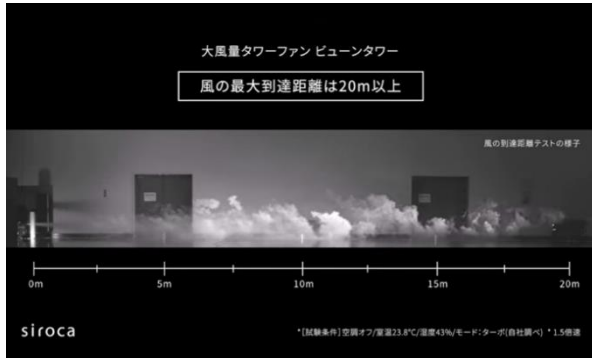 大風量タワーファン ビューンタワー
風の最大到達距離は20m以上
風の到達距離テストの様子
0m
5m
10m
15m
20m
siroca
*[試験条件]空調オフ/室温23.8℃/湿度43%/モード:ターボ(自社調べ) * 1.5倍速